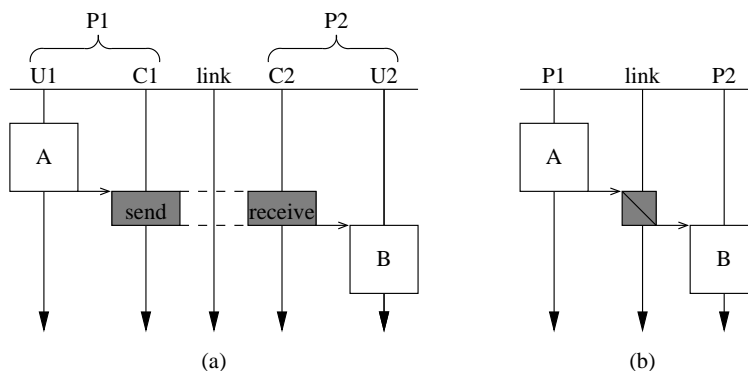 P1 P2 
U1 C1 link C2 U2 P1 link P2
A A
send receive
B B
(a) (b)